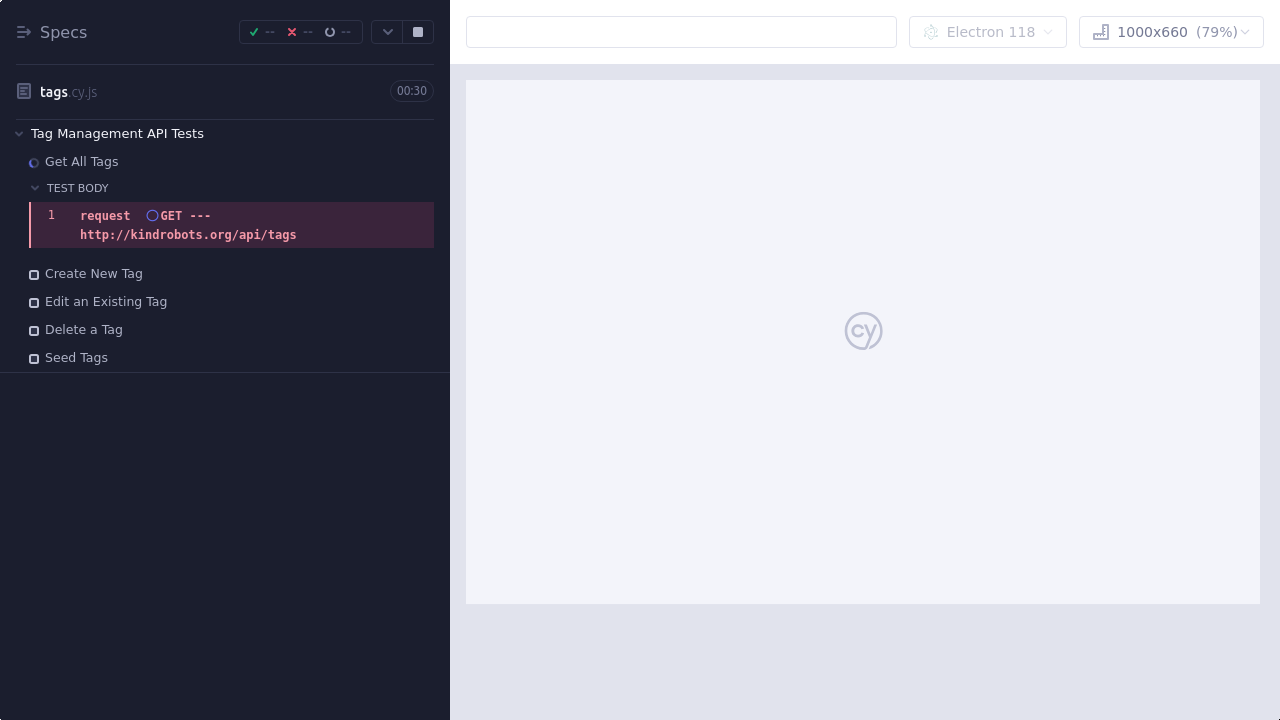 Specs
-- -- --
tags.cy.js 00:30
Tag Management API Tests
Get All Tags
TEST BODY
1 request GET ---
http://kindrobots.org/api/tags
Create New Tag
Edit an Existing Tag
Delete a Tag
Seed Tags
Electron 118
1000x660 (79%)
cy